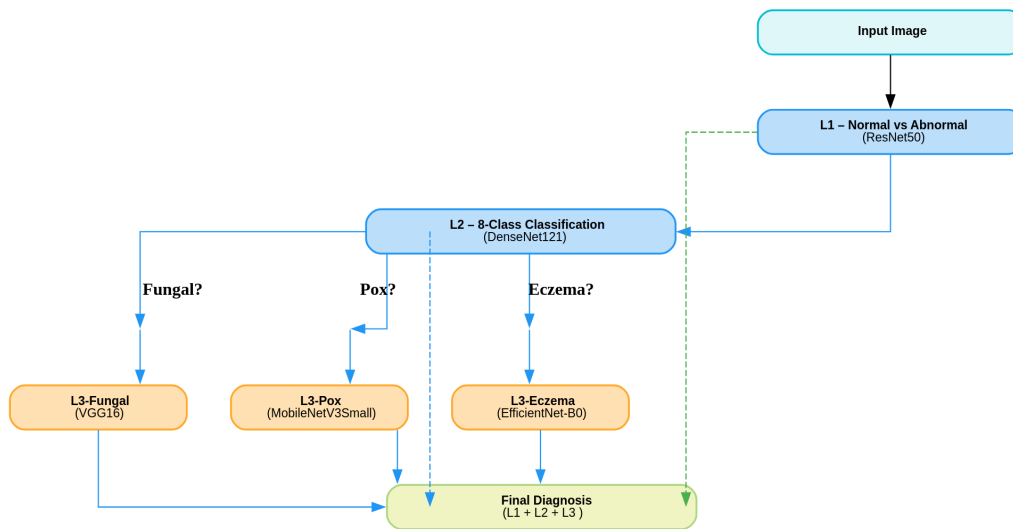 Input Image
L1 – Normal vs Abnormal
(ResNet50)
L2 – 8-Class Classification
(DenseNet121)
Fungal?
Pox?
Eczema?
L3-Fungal
(VGG16)
L3-Pox
(MobileNetV3Small)
L3-Eczema
(EfficientNet-B0)
Final Diagnosis
(L1 + L2 + L3 )